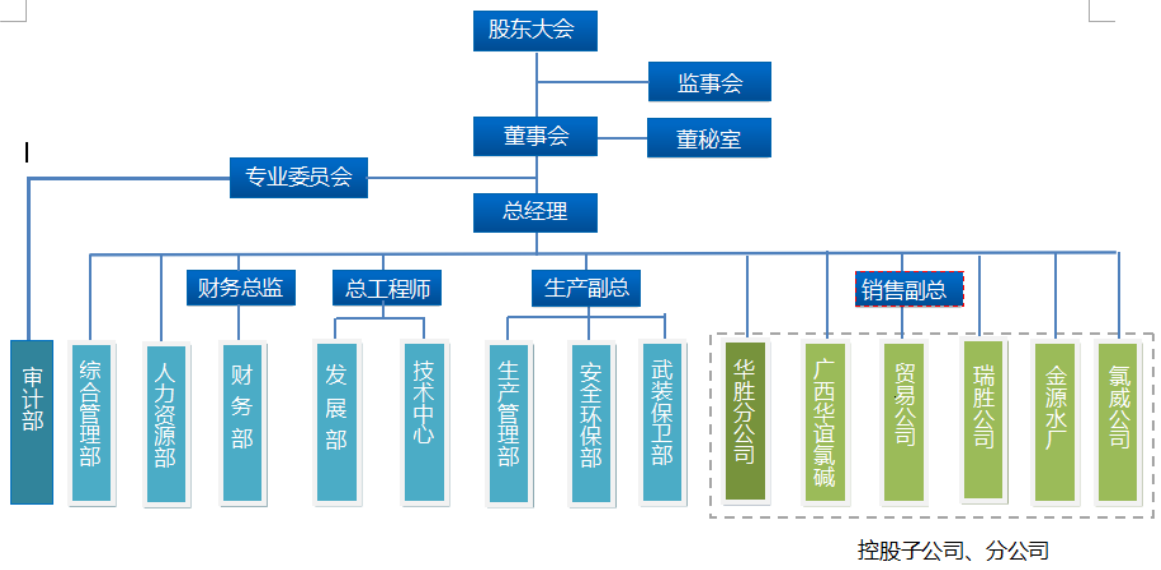 股东大会
监事会
董事会
董秘室
专业委员会
总经理
财务总监
总工程师
生产副总
销售副总
审计部
综合管理部
人力资源部
财务部
发展部
技术中心
生产管理部
安全环保部
武装保卫部
华胜分公司
广西华谊氯碱
贸易公司
瑞胜公司
金源水厂
氯威公司
控股子公司、分公司